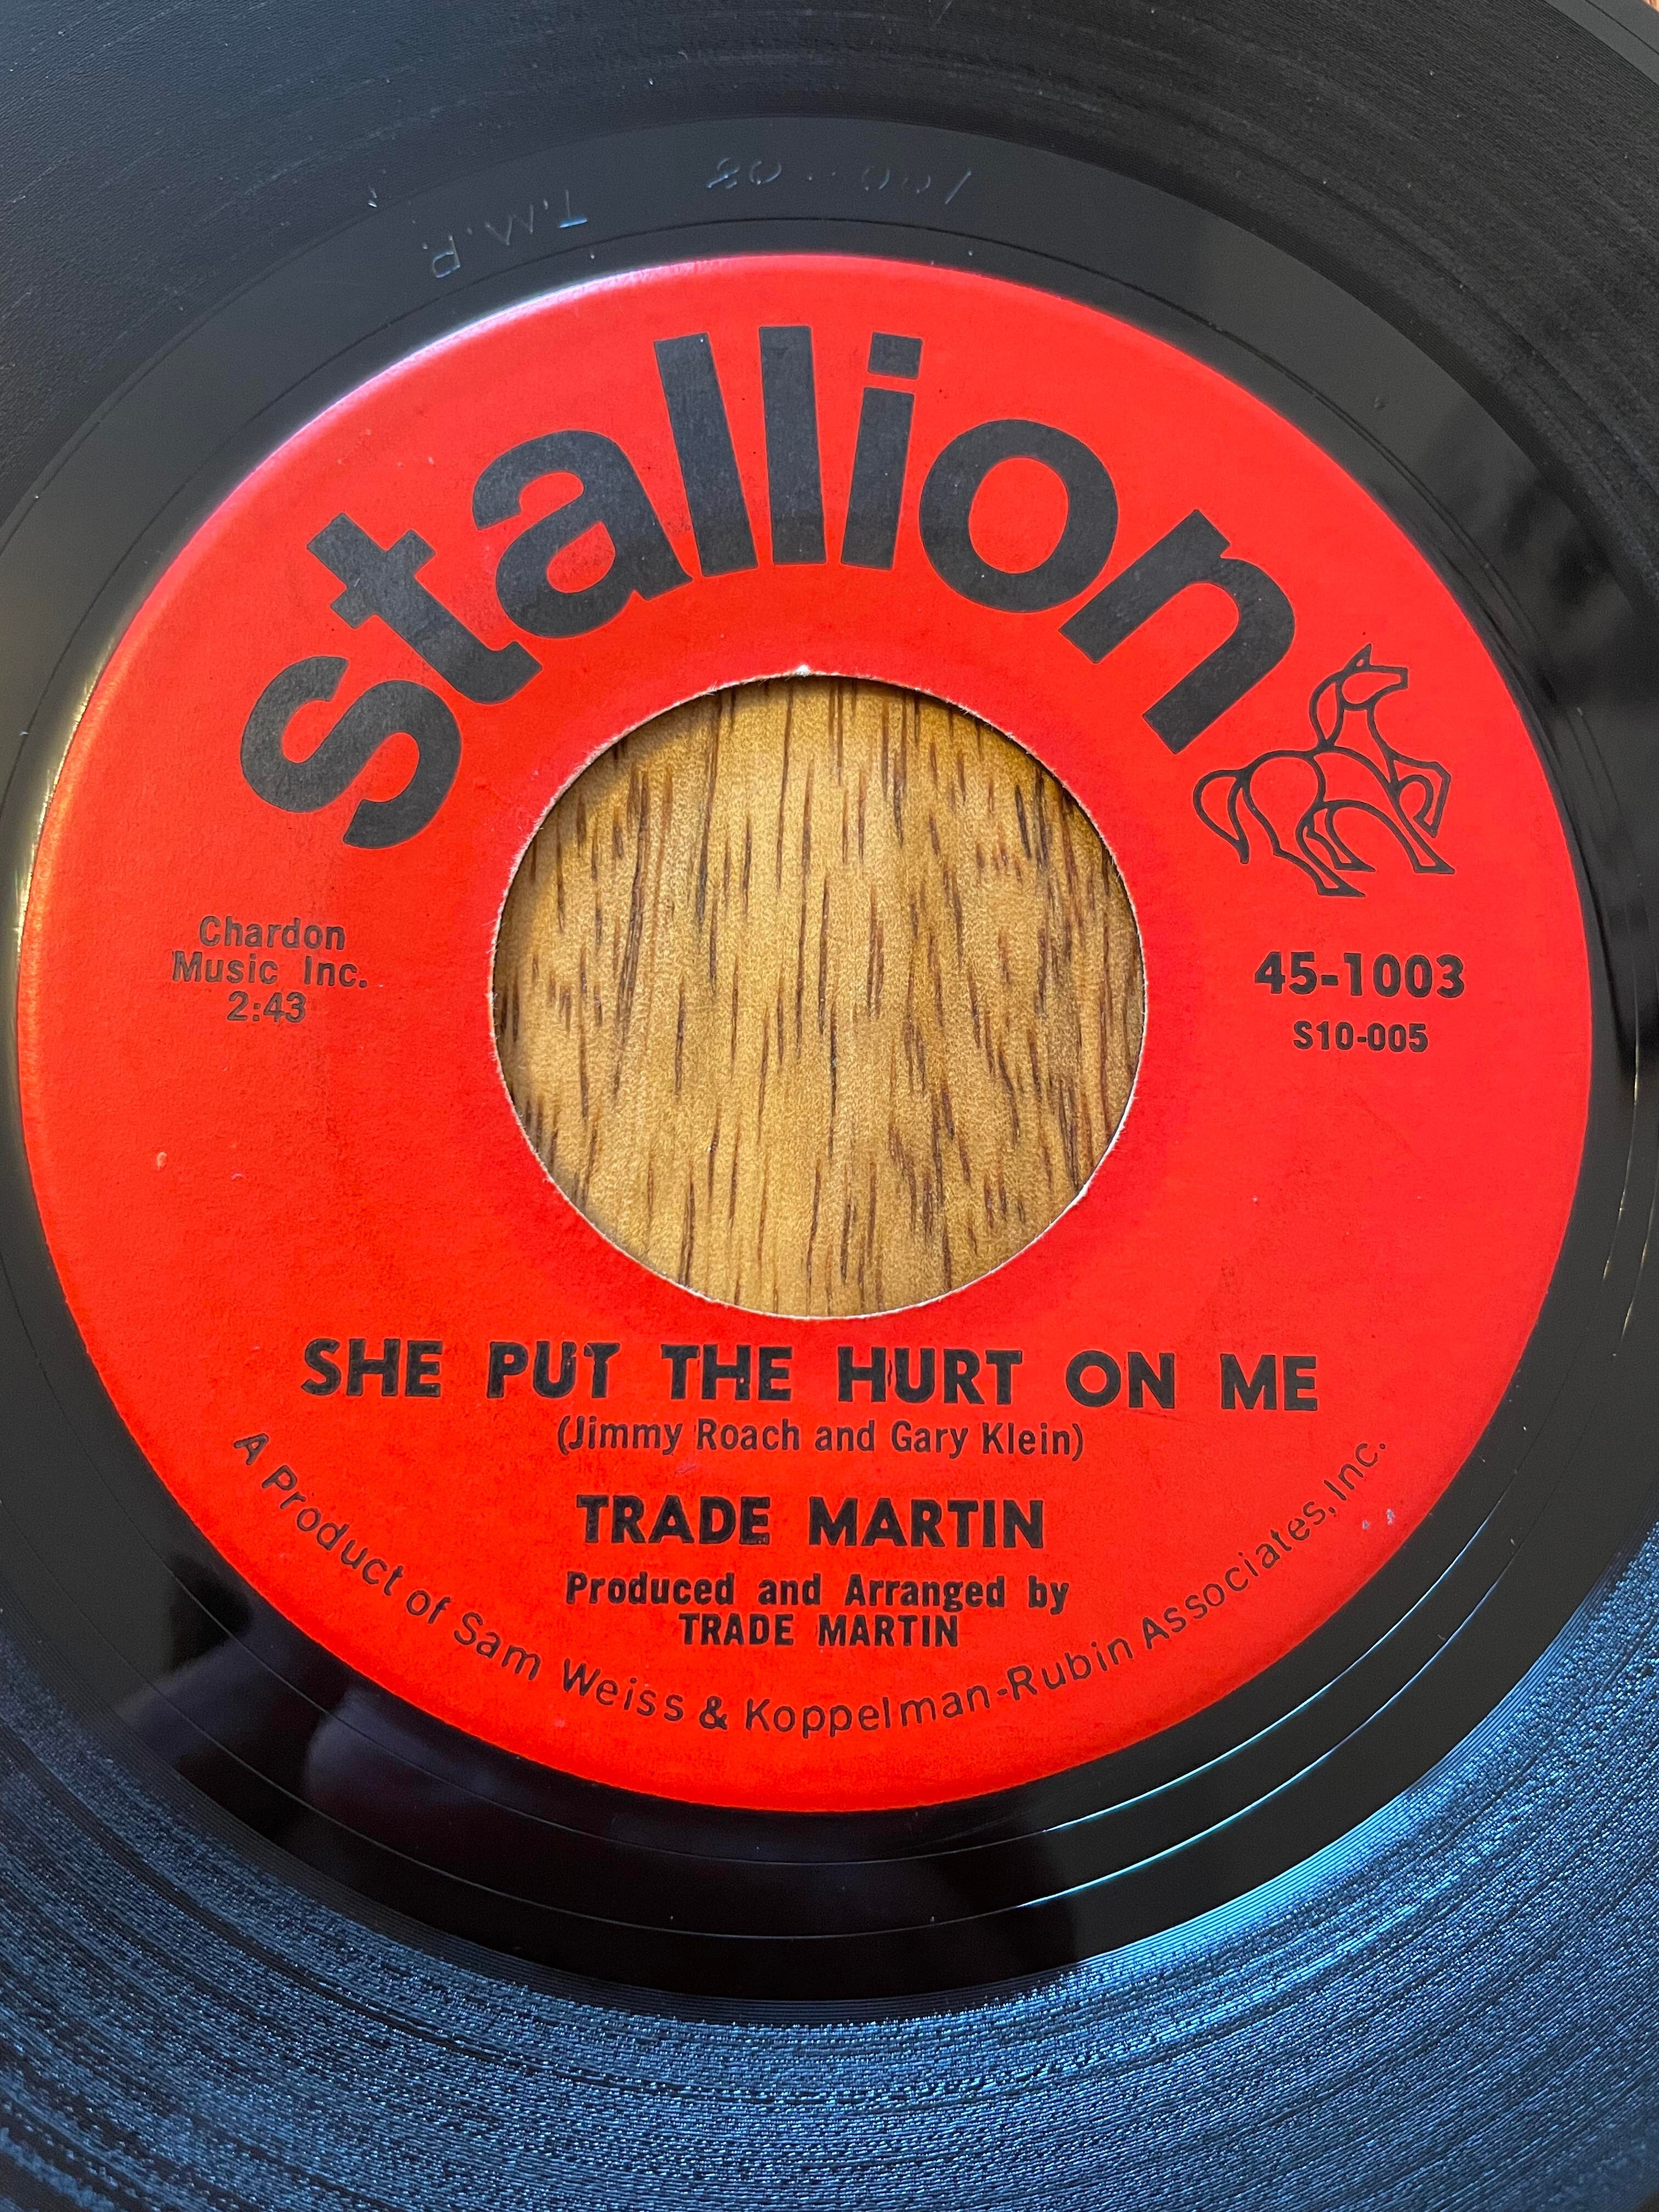 T.M.P.
stallion
Chardon
Music Inc.
2:43
45-1003
S10-005
SHE PUT THE HURT ON ME
(Jimmy Roach and Gary Klein)
TRADE MARTIN
Produced and Arranged by
TRADE MARTIN
A Product of Sam Weiss & Koppelman-Rubin Associates, Inc.